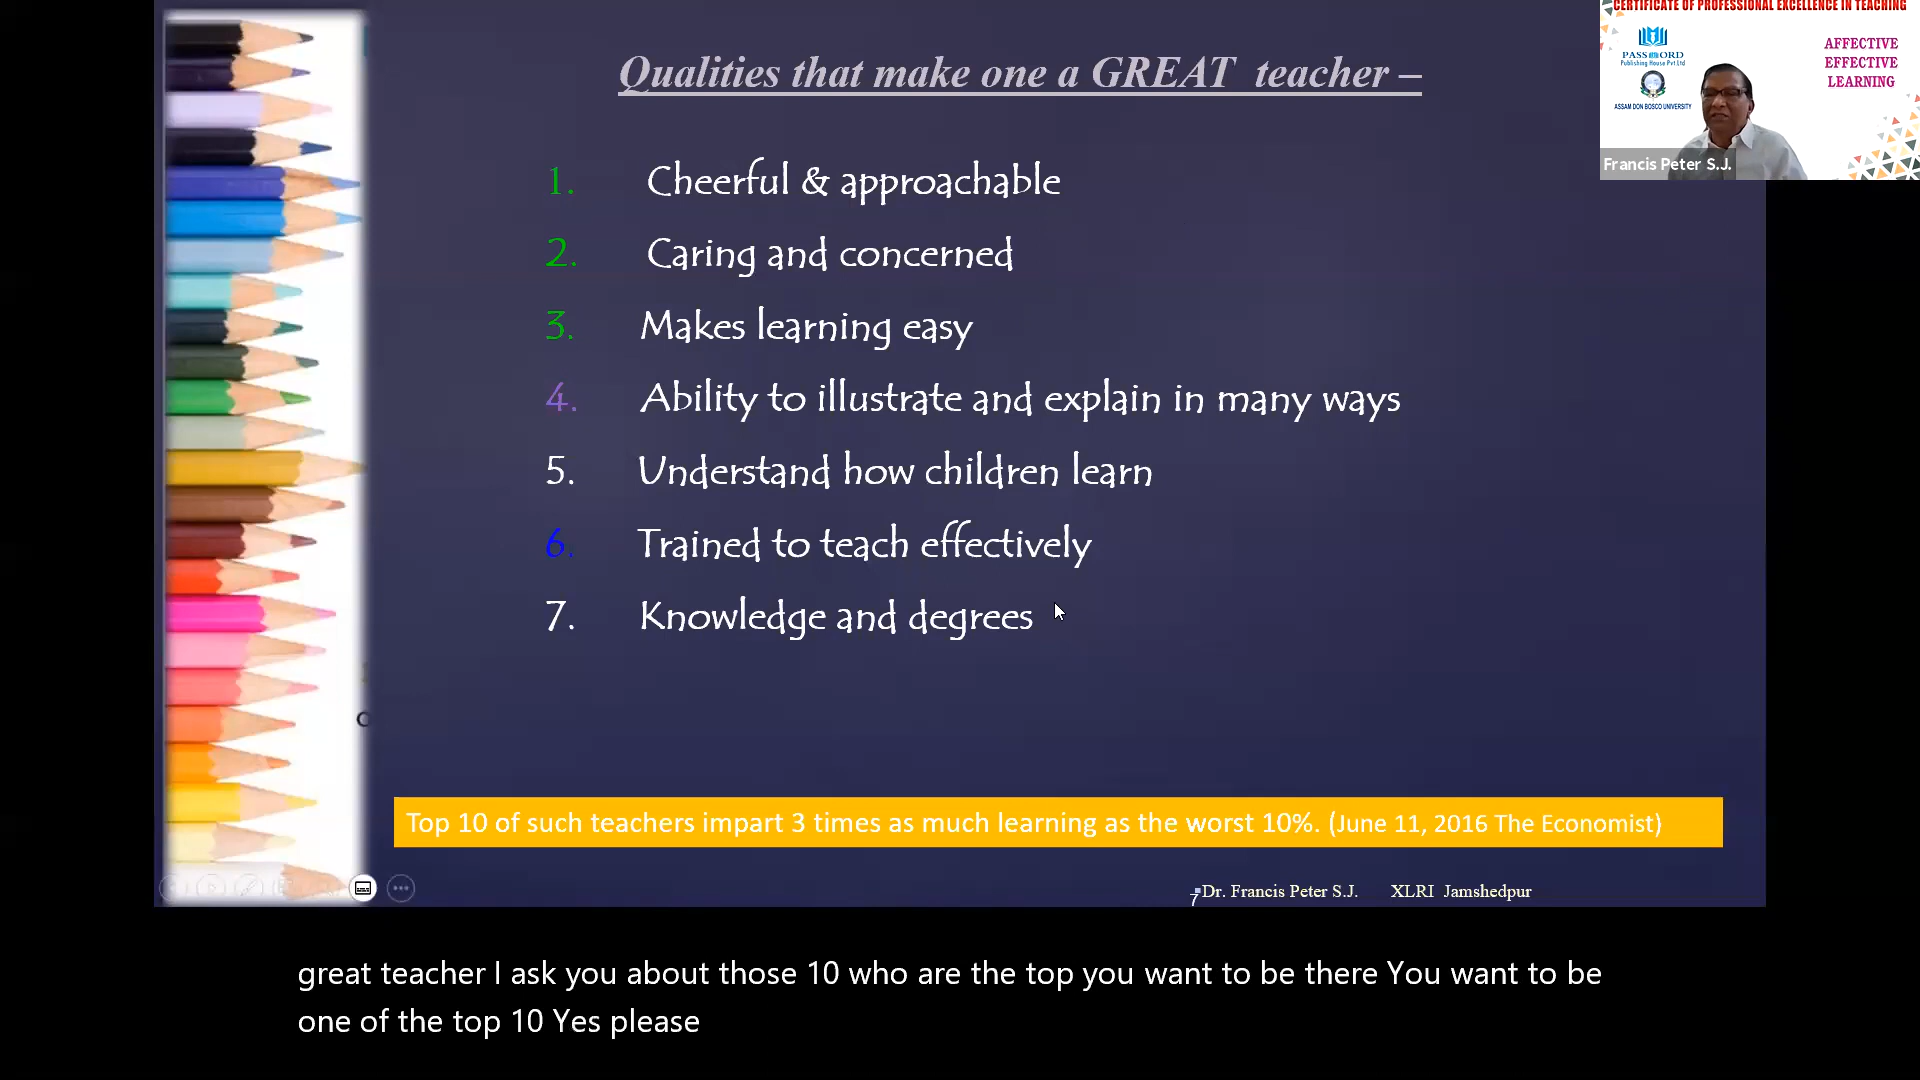 CERTIFICATE OF PROFESSIONAL EXCELLENCE IN TEACHING
PASSWORD
Publishing House Pvt Ltd
ASSAM DON BOSCO UNIVERSITY
AFFECTIVE
EFFECTIVE
LEARNING
Francis Peter S.J.
Qualities that make one a GREAT teacher –
1. Cheerful & approachable
2. Caring and concerned
3. Makes learning easy
4. Ability to illustrate and explain in many ways
5. Understand how children learn
6. Trained to teach effectively
7. Knowledge and degrees
Top 10 of such teachers impart 3 times as much learning as the worst 10%. (June 11, 2016 The Economist)
7 Dr. Francis Peter S.J. XLRI Jamshedpur
great teacher I ask you about those 10 who are the top you want to be there You want to be
one of the top 10 Yes please